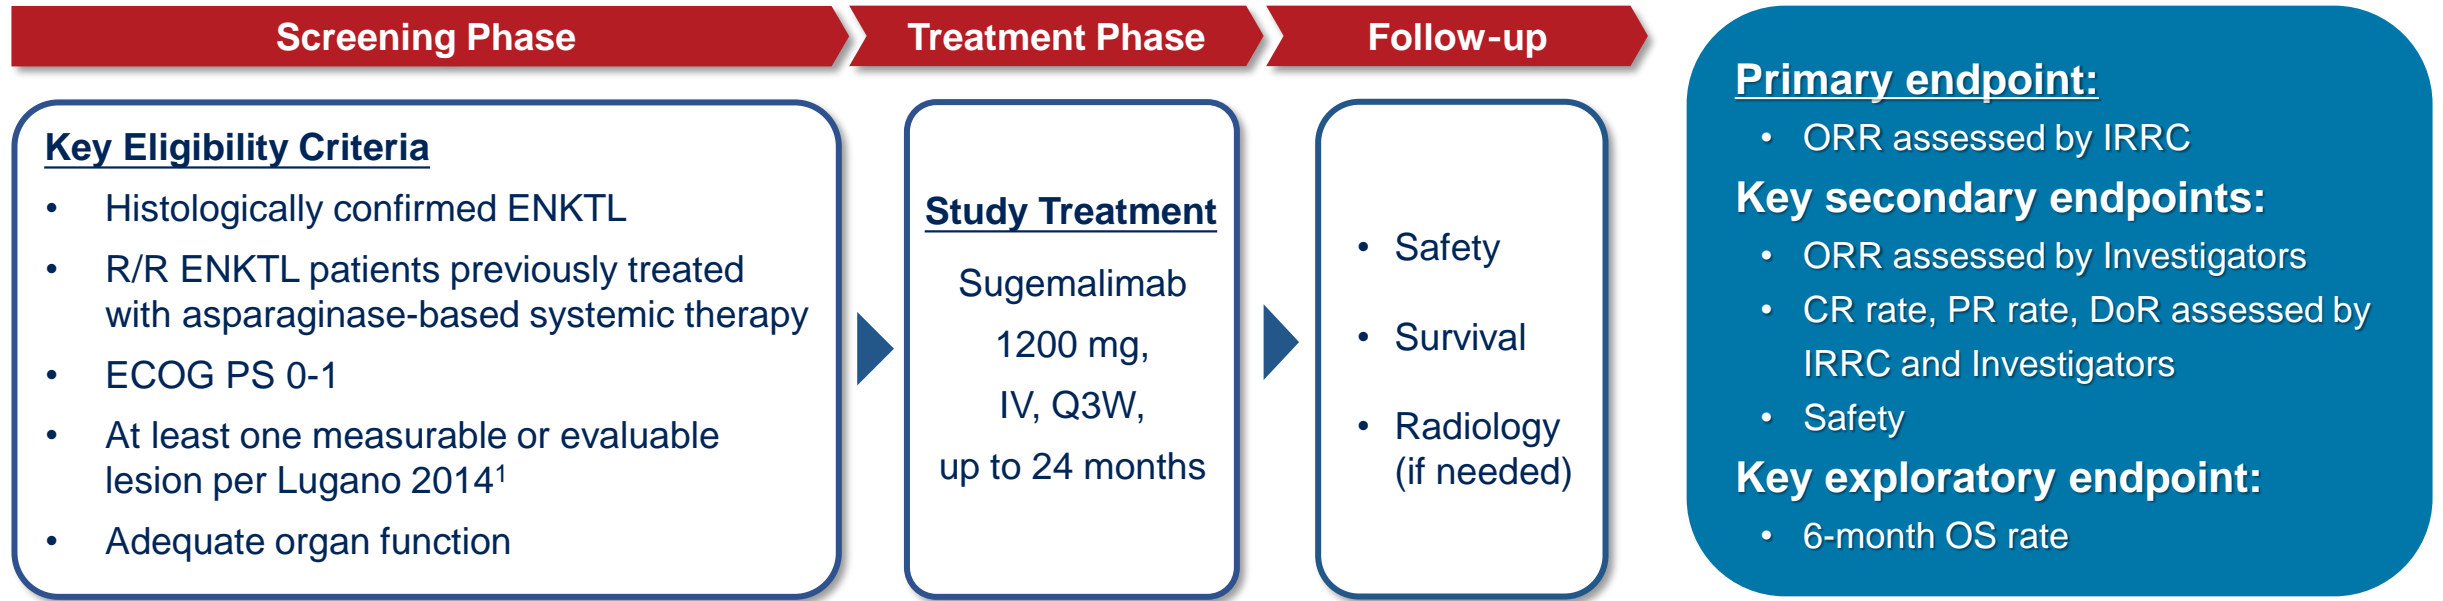 Screening Phase
Treatment Phase
Follow-up
Key Eligibility Criteria
• Histologically confirmed ENKTL
• R/R ENKTL patients previously treated
with asparaginase-based systemic therapy
• ECOG PS 0-1
• At least one measurable or evaluable
lesion per Lugano 2014¹
• Adequate organ function
Study Treatment
Sugemalimab
1200 mg,
IV, Q3W,
up to 24 months
• Safety
• Survival
• Radiology
(if needed)
Primary endpoint:
• ORR assessed by IRRC
Key secondary endpoints:
• ORR assessed by Investigators
• CR rate, PR rate, DoR assessed by
IRRC and Investigators
• Safety
Key exploratory endpoint:
• 6-month OS rate